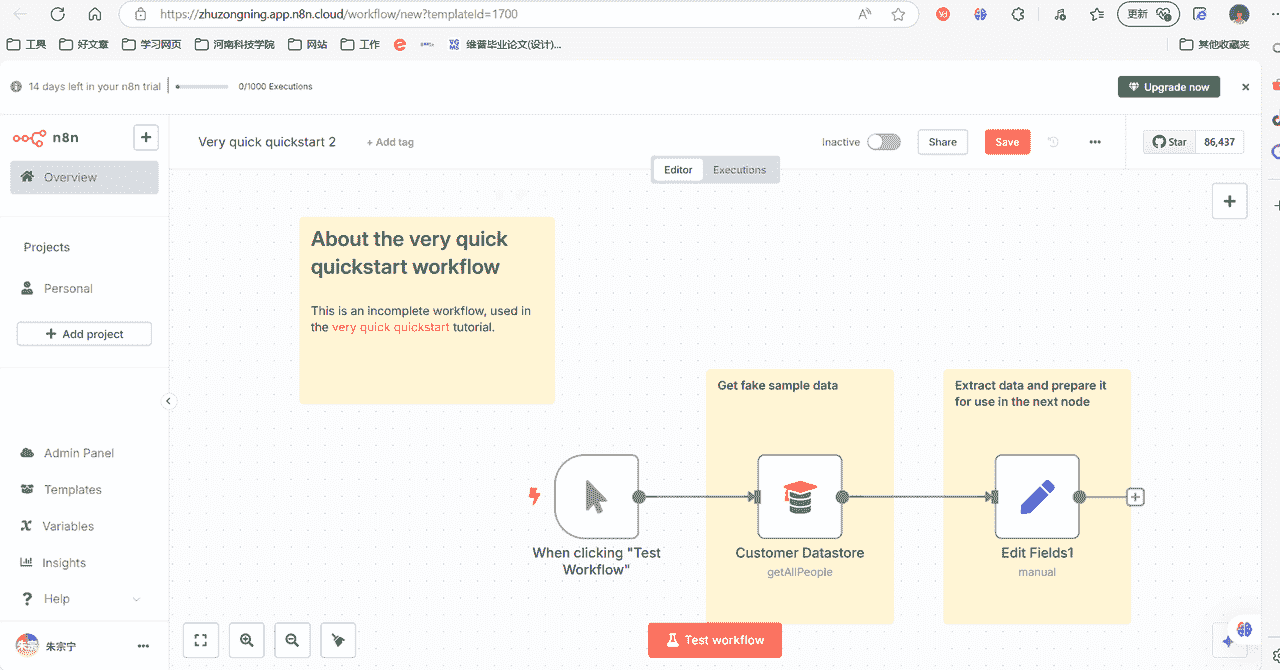 https://zhuzongning.app.n8n.cloud/workflow/new?templateId=1700
更新
工具
好文章
学习网页
河南科技学院
网站
工作
维普毕业论文(设计)...
其他收藏夹
14 days left in your n8n trial
0/1000 Executions
Upgrade now
n8n
Very quick quickstart 2
+ Add tag
Inactive
Share
Save
Star
86,437
Editor
Executions
Overview
Projects
Personal
+ Add project
Admin Panel
Templates
Variables
Insights
Help
朱宗宁
About the very quick
quickstart workflow
This is an incomplete workflow, used in
the very quick quickstart tutorial.
Get fake sample data
Extract data and prepare it
for use in the next node
When clicking "Test
Workflow"
Customer Datastore
getAllPeople
Edit Fields1
manual
Test workflow